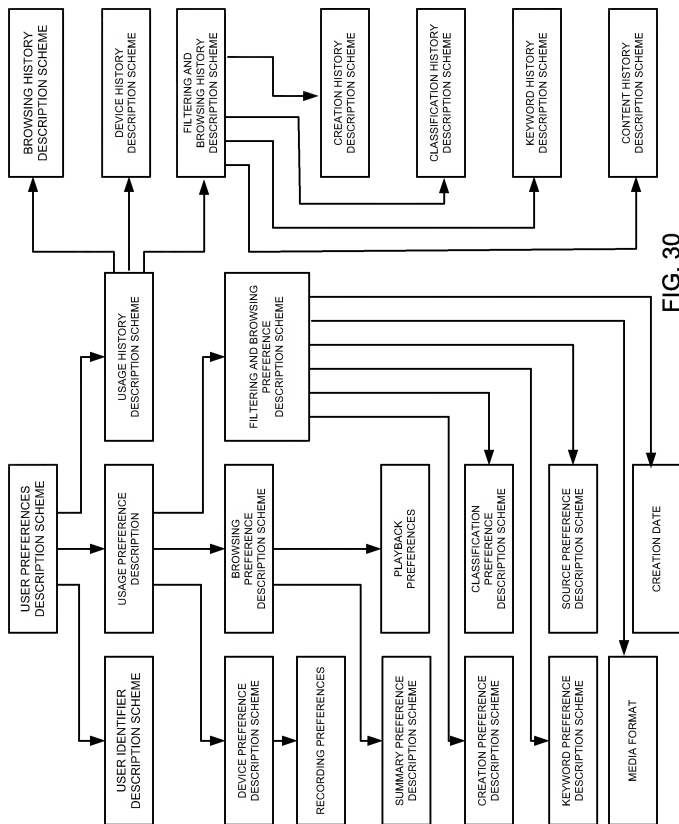 USER PREFERENCES
DESCRIPTION SCHEME
USER IDENTIFIER
DESCRIPTION SCHEME
USAGE PREFERENCE
DESCRIPTION
USAGE HISTORY
DESCRIPTION SCHEME
BROWSING HISTORY
DESCRIPTION SCHEME
DEVICE HISTORY
DESCRIPTION SCHEME
FILTERING AND
BROWSING HISTORY
DESCRIPTION SCHEME
DEVICE PREFERENCE
DESCRIPTION SCHEME
BROWSING
PREFERENCE
DESCRIPTION SCHEME
FILTERING AND BROWSING
PREFERENCE
DESCRIPTION SCHEME
RECORDING PREFERENCES
CREATION HISTORY
DESCRIPTION SCHEME
SUMMARY PREFERENCE
DESCRIPTION SCHEME
PLAYBACK
PREFERENCES
CLASSIFICATION HISTORY
DESCRIPTION SCHEME
CREATION PREFERENCE
DESCRIPTION SCHEME
CLASSIFICATION
PREFERENCE
DESCRIPTION SCHEME
KEYWORD HISTORY
DESCRIPTION SCHEME
KEYWORD PREFERENCE
DESCRIPTION SCHEME
SOURCE PREFERENCE
DESCRIPTION SCHEME
CONTENT HISTORY
DESCRIPTION SCHEME
MEDIA FORMAT
CREATION DATE
FIG. 30